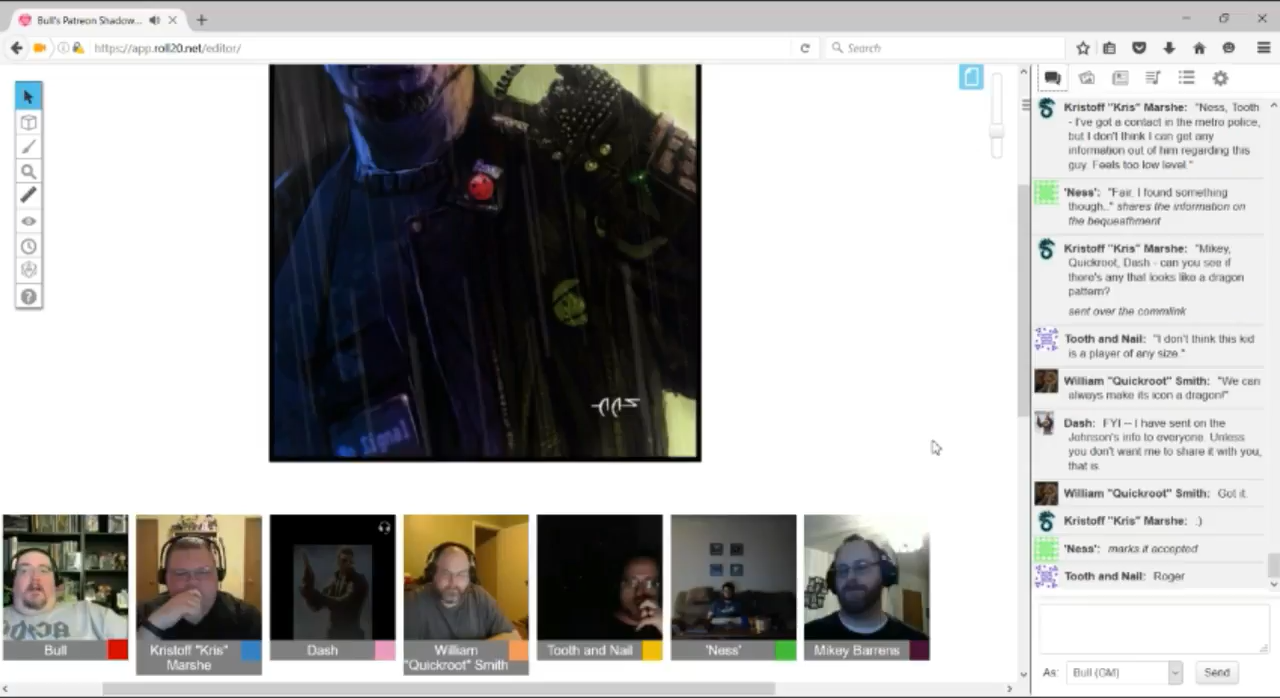 Bull's Patreon Shadow...
https://app.roll20.net/editor/
Search
Kristoff "Kris" Marshe: "Ness, Tooth
- I've got a contact in the metro police,
but I don't think I can get any
information out of him regarding this
guy. Feels too low level."
'Ness': "Fair. I found something
though.." shares the information on
the bequeathment
Kristoff "Kris" Marshe: "Mikey,
Quickroot, Dash - can you see if
there's any that looks like a dragon
pattern?
sent over the commlink
Tooth and Nail: "I don't think this kid
is a player of any size."
William "Quickroot" Smith: "We can
always make its icon a dragon!"
Dash: FYI -- I have sent on the
Johnson's info to everyone. Unless
you don't want me to share it with you,
that is.
William "Quickroot" Smith: Got it.
Kristoff "Kris" Marshe: :)
'Ness': marks it accepted
Tooth and Nail: Roger
Signal
Bull
Kristoff "Kris"
Marshe
Dash
William
"Quickroot" Smith
Tooth and Nail
'Ness'
Mikey Barrens
As:
Bull (GM)
Send